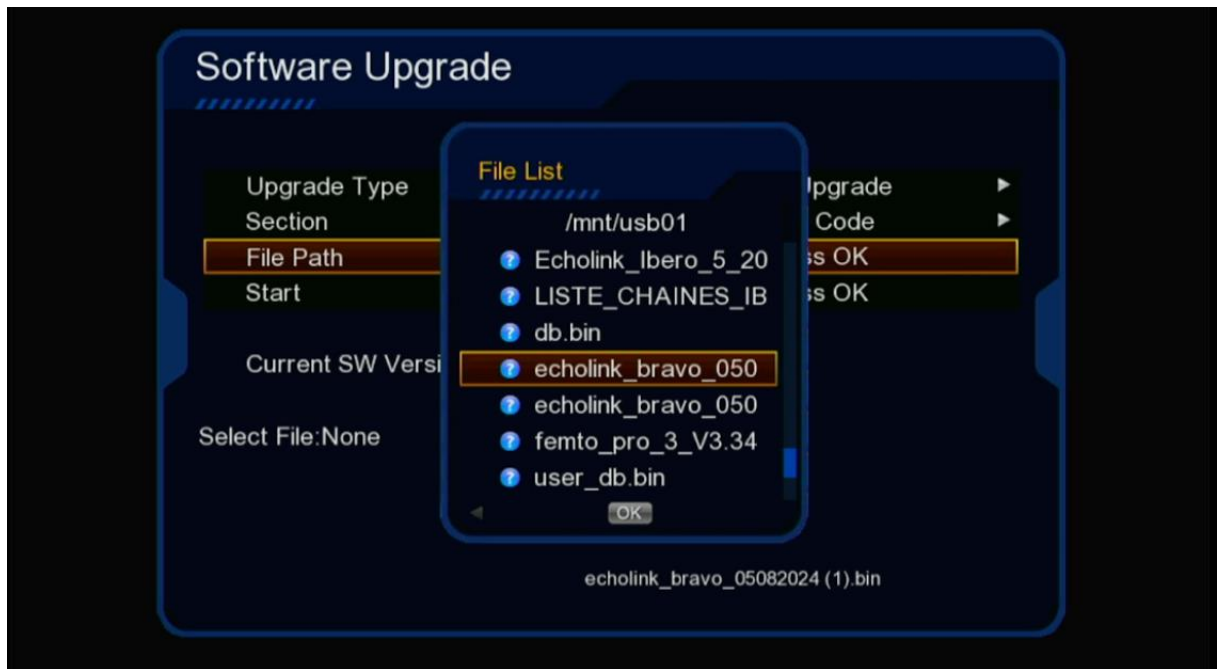 Software Upgrade
File List
/mnt/usb01
Upgrade Type pgrade
Section Code
File Path ss OK
Start ss OK
Echolink_Ibero_5_20
LISTE_CHAINES_IB
db.bin
echolink_bravo_050
echolink_bravo_050
femto_pro_3_V3.34
user_db.bin
OK
Current SW Versi
Select File:None
echolink_bravo_05082024 (1).bin